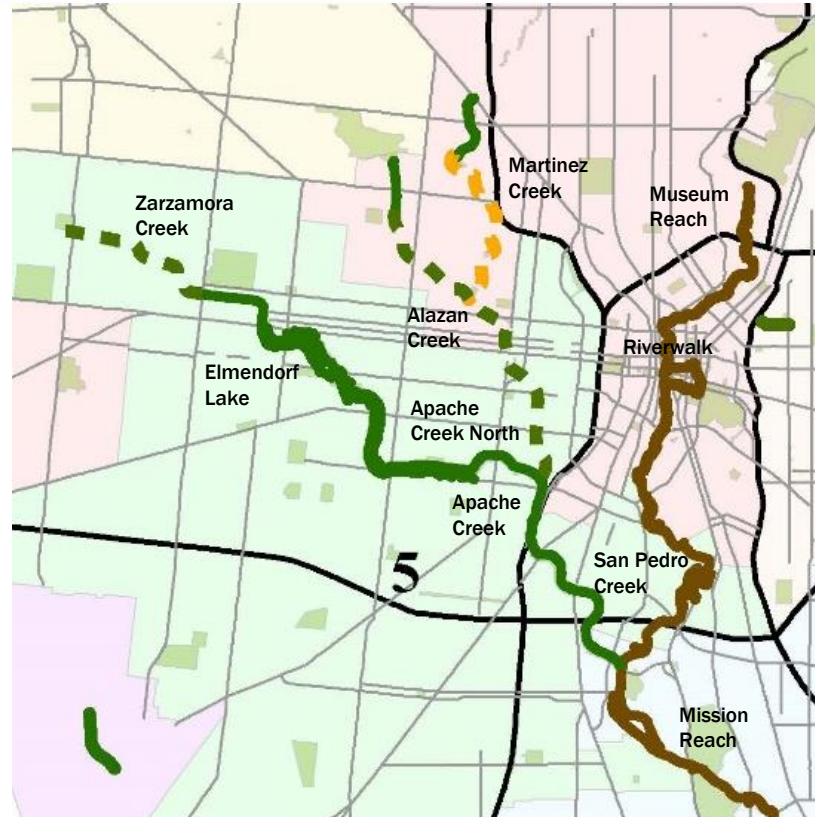 Martinez
Creek
Museum
Reach
Zarzamora
Creek
Alazan
Creek
Riverwalk
Elmendorf
Lake
Apache
Creek North
Apache
Creek
San Pedro
Creek
5
Mission
Reach